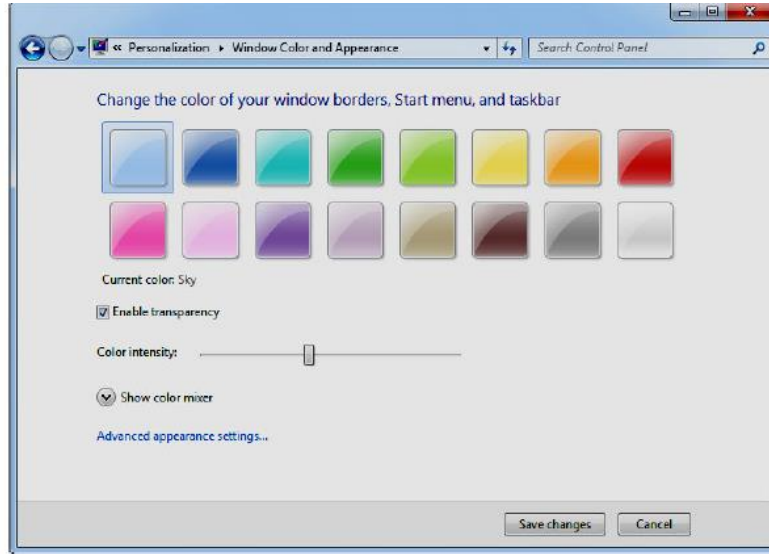 « Personalization ▸ Window Color and Appearance
Search Control Panel
Change the color of your window borders, Start menu, and taskbar
Current color: Sky
Enable transparency
Color intensity:
Show color mixer
Advanced appearance settings...
Save changes
Cancel